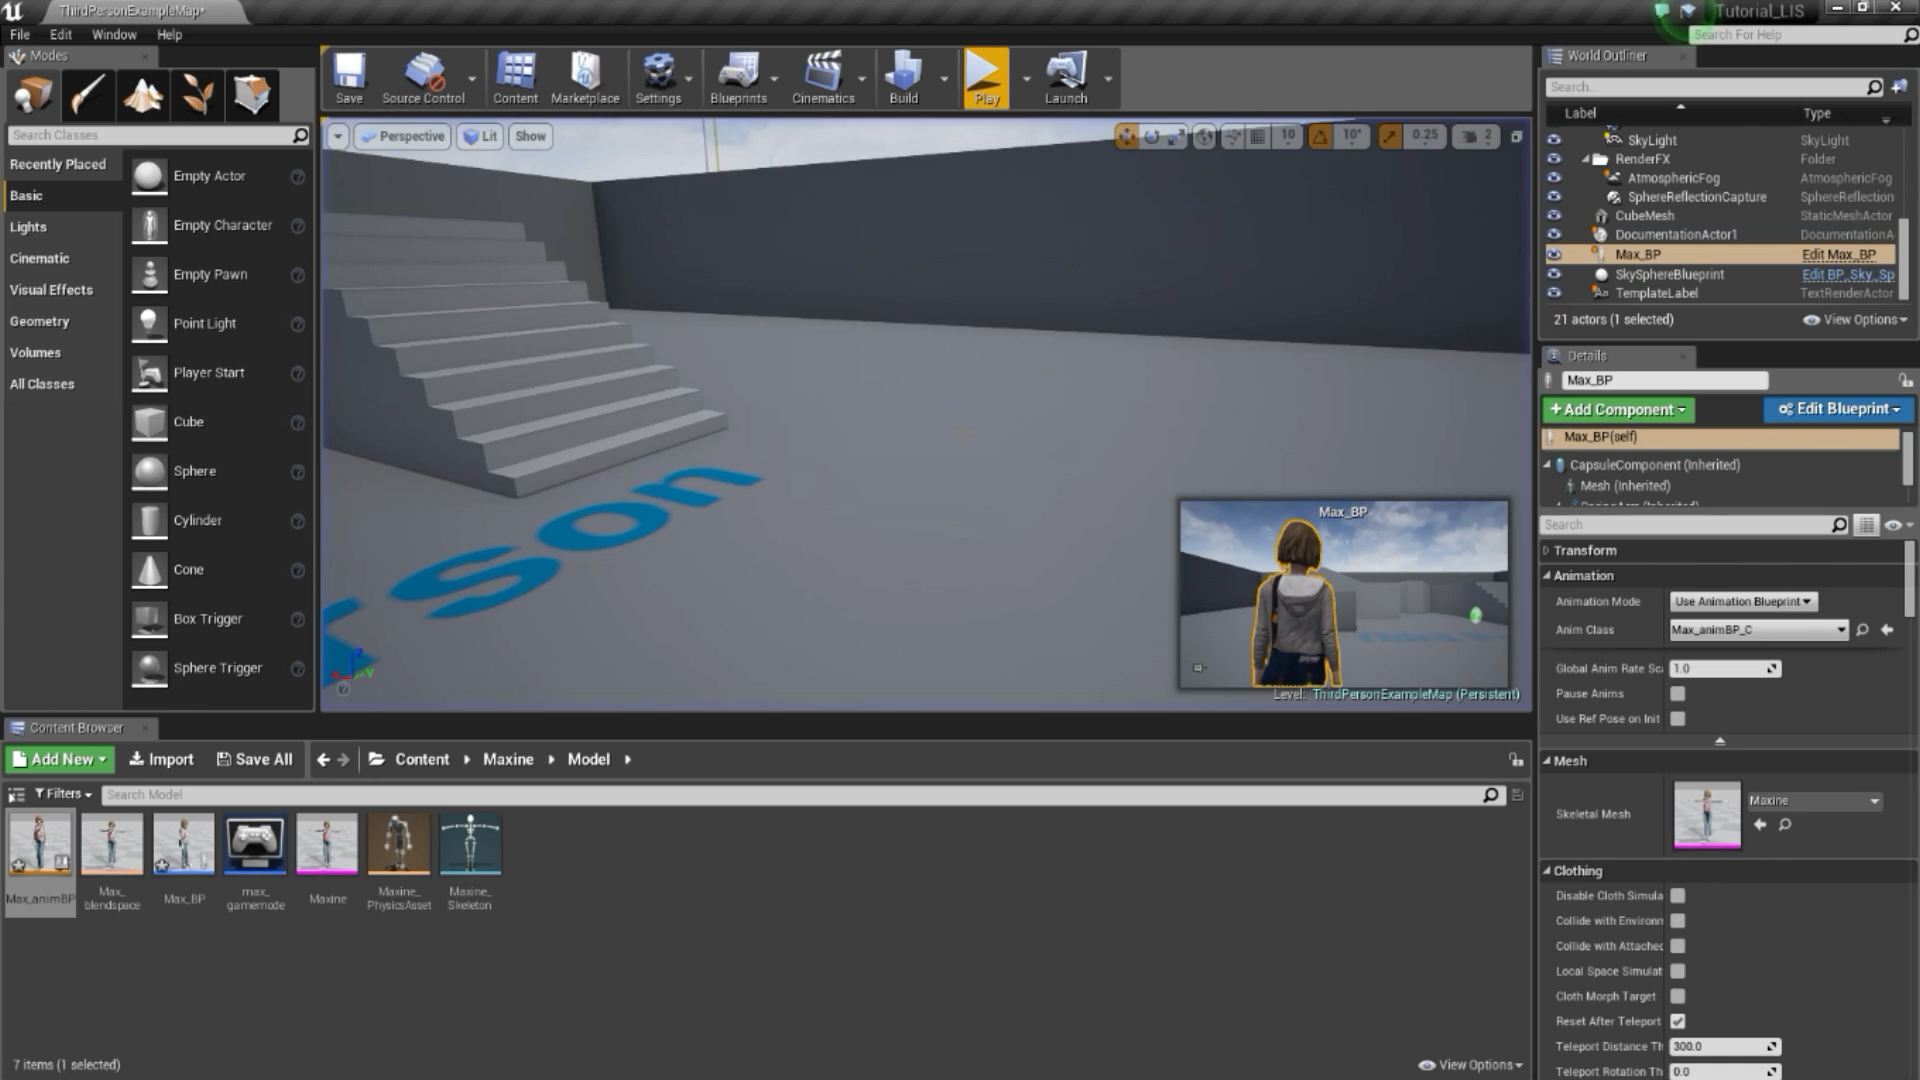 ThirdPersonExampleMap*
Tutorial_LIS
File Edit Window Help
Search For Help
Modes
Save
Source Control
Content
Marketplace
Settings
Blueprints
Cinematics
Build
Play
Launch
World Outliner
Search...
Label Type
SkyLight SkyLight
RenderFX Folder
AtmosphericFog AtmosphericFog
SphereReflectionCapture SphereReflection
CubeMesh StaticMeshActor
DocumentationActor1 DocumentationA
Max_BP Edit Max_BP
SkySphereBlueprint Edit BP_Sky_Sp
TemplateLabel TextRenderActor
21 actors (1 selected) View Options
Search Classes
Recently Placed
Basic
Lights
Cinematic
Visual Effects
Geometry
Volumes
All Classes
Empty Actor
Empty Character
Empty Pawn
Point Light
Player Start
Cube
Sphere
Cylinder
Cone
Box Trigger
Sphere Trigger
Perspective Lit Show
10 10° 0.25 2
son
Max_BP
Level: ThirdPersonExampleMap (Persistent)
Details
Max_BP
+Add Component Edit Blueprint
Max_BP(self)
CapsuleComponent (Inherited)
Mesh (Inherited)
Search
Transform
Animation
Animation Mode Use Animation Blueprint
Anim Class Max_animBP_C
Global Anim Rate Sc 1.0
Pause Anims
Use Ref Pose on Init
Mesh
Skeletal Mesh Maxine
Clothing
Disable Cloth Simula
Collide with Environm
Collide with Attached
Local Space Simulat
Cloth Morph Target
Reset After Teleport
Teleport Distance Th 300.0
Teleport Rotation Th 0.0
Content Browser
Add New Import Save All Content Maxine Model
Filters Search Model
Max_animBP
Max_blendspace
Max_BP
max_gamemode
Maxine
Maxine_PhysicsAsset
Maxine_Skeleton
7 items (1 selected) View Options